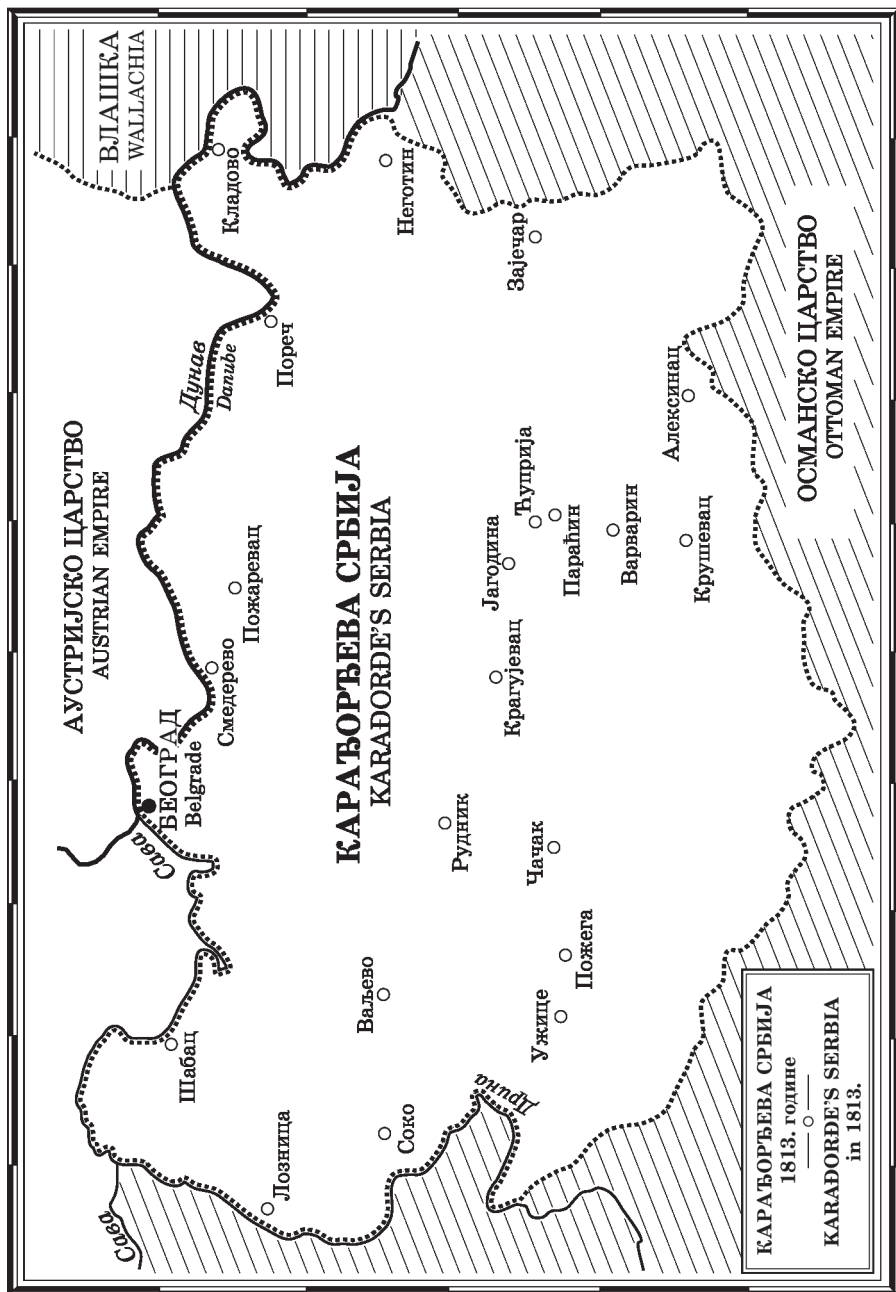 АУСТРИЈСКО ЦАРСТВО
AUSTRIAN EMPIRE
ВЛАШКА
WALLACHIA
Сава
Шабац
Сава
БЕОГРАД
Belgrade
Смедерево
Пожаревац
Дунав
Danube
Пореч
Кладово
Лозница
Неготин
КАРАЂОРЂЕВА СРБИЈА
KARAĐORĐE'S SERBIA
Соко
Ваљево
Рудник
Крагујевац
Јагодина
Ћуприја
Зајечар
Дрина
Ужице
Пожега
Чачак
Параћин
Варварин
Крушевац
Алексинац
ОСМАНСКО ЦАРСТВО
OTTOMAN EMPIRE
КАРАЂОРЂЕВА СРБИЈА
1813. године
KARAĐORĐE'S SERBIA
in 1813.